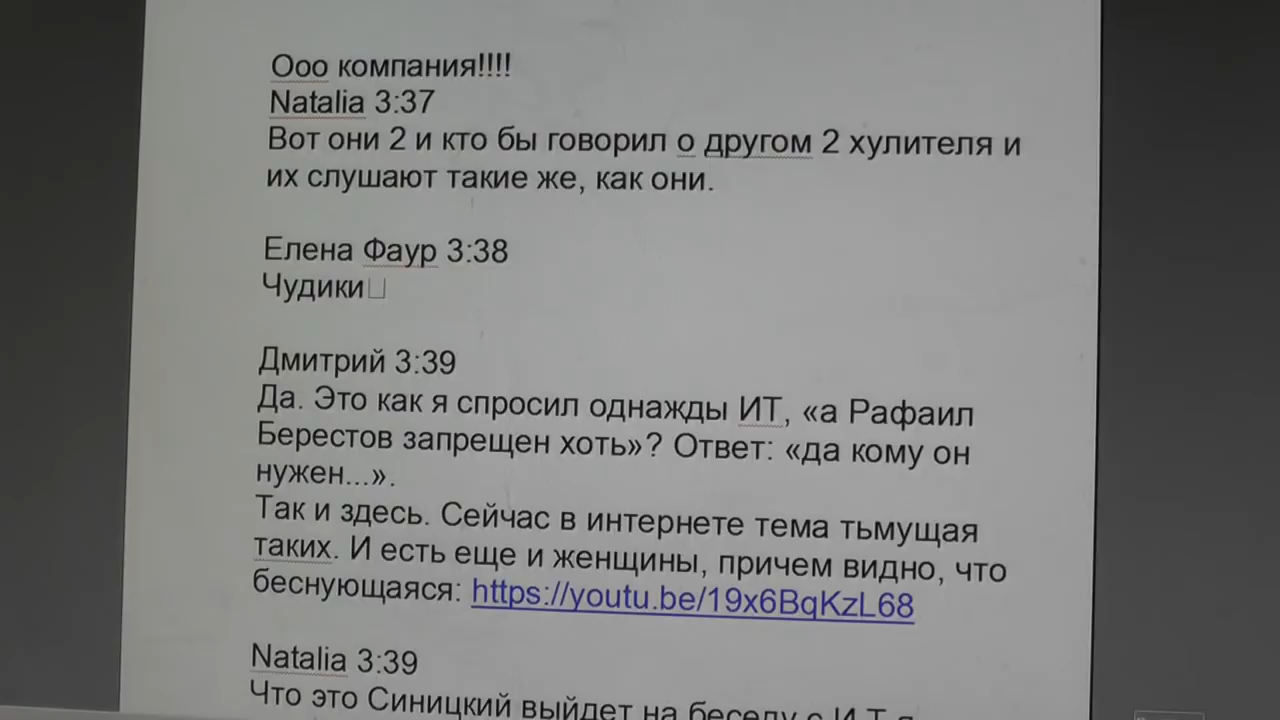 Ооо компания!!!!
Natalia 3:37
Вот они 2 и кто бы говорил о другом 2 хулителя и
их слушают такие же, как они.
Елена Фаур 3:38
Чудики
Дмитрий 3:39
Да. Это как я спросил однажды ИТ, «а Рафаил
Берестов запрещен хоть»? Ответ: «да кому он
нужен...».
Так и здесь. Сейчас в интернете тема тьмущая
таких. И есть еще и женщины, причем видно, что
беснующаяся: https://youtu.be/19x6BqKzL68
Natalia 3:39
Что это Синицкий выйдет на беседу с И.Т.я